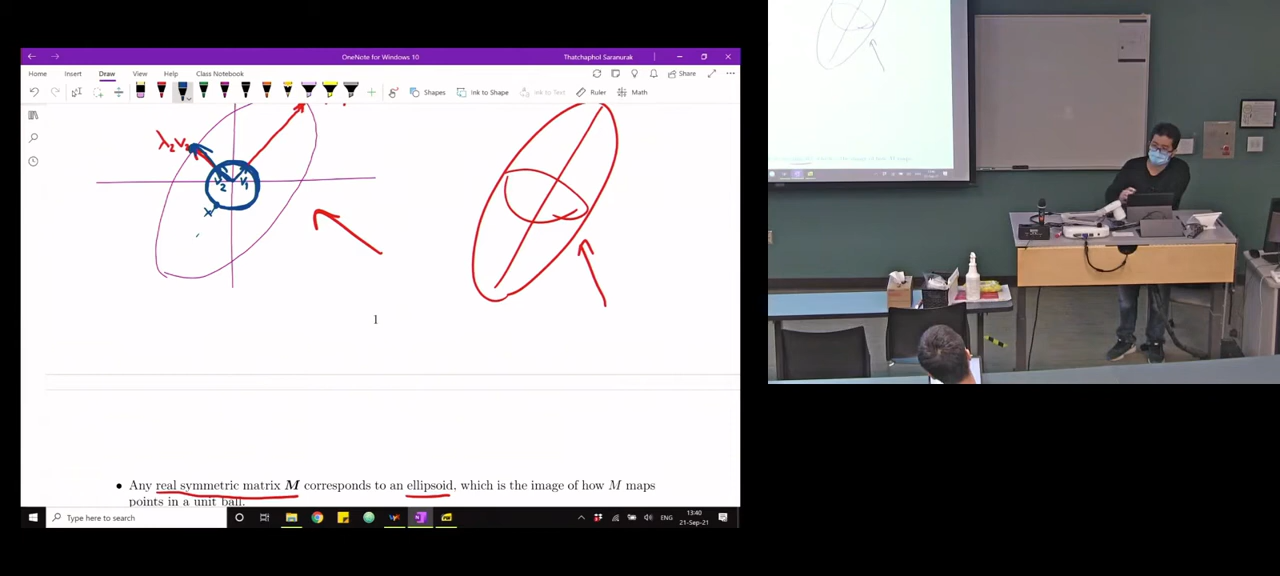 OneNote for Windows 10
Thatchaphol Saranurak
Home Insert Draw View Help Class Notebook
Share
Shapes Ink to Shape Ink to Text Ruler Math
λ₂v₂
v₂ v₁
x
1
• Any real symmetric matrix M corresponds to an ellipsoid, which is the image of how M maps
points in a unit ball.
Type here to search
ENG
13:40
21-Sep-21